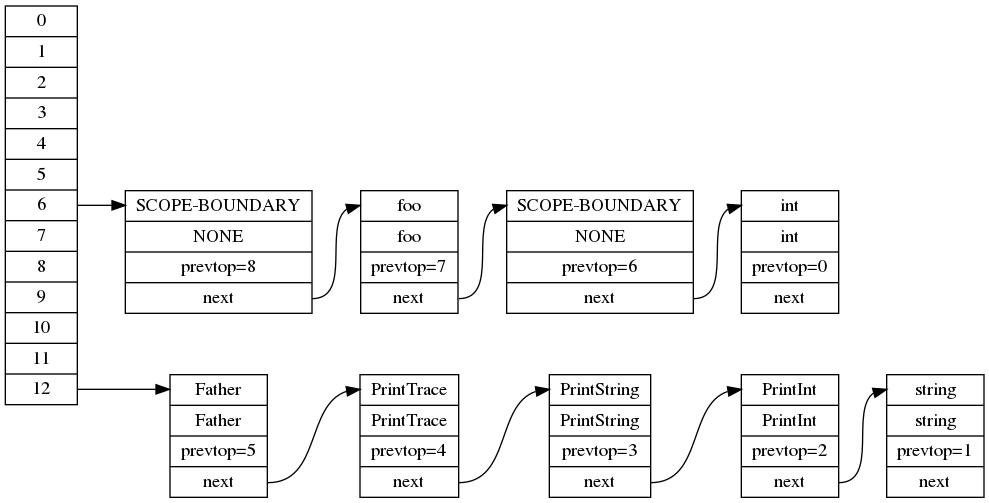 0
1
2
3
4
5
6
7
8
9
10
11
12
SCOPE-BOUNDARY
NONE
prevtop=8
next
foo
foo
prevtop=7
next
SCOPE-BOUNDARY
NONE
prevtop=6
next
int
int
prevtop=0
next
Father
Father
prevtop=5
next
PrintTrace
PrintTrace
prevtop=4
next
PrintString
PrintString
prevtop=3
next
PrintInt
PrintInt
prevtop=2
next
string
string
prevtop=1
next